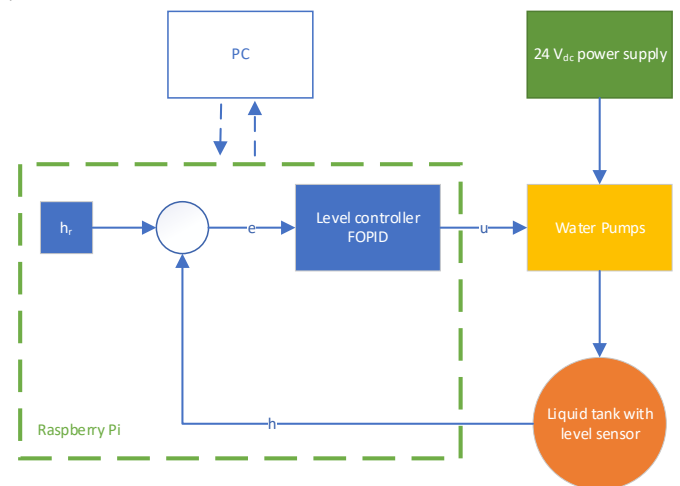 PC
24 Vdc power supply
hr
e
Level controller
FOPID
u
Water Pumps
Raspberry Pi
h
Liquid tank with
level sensor